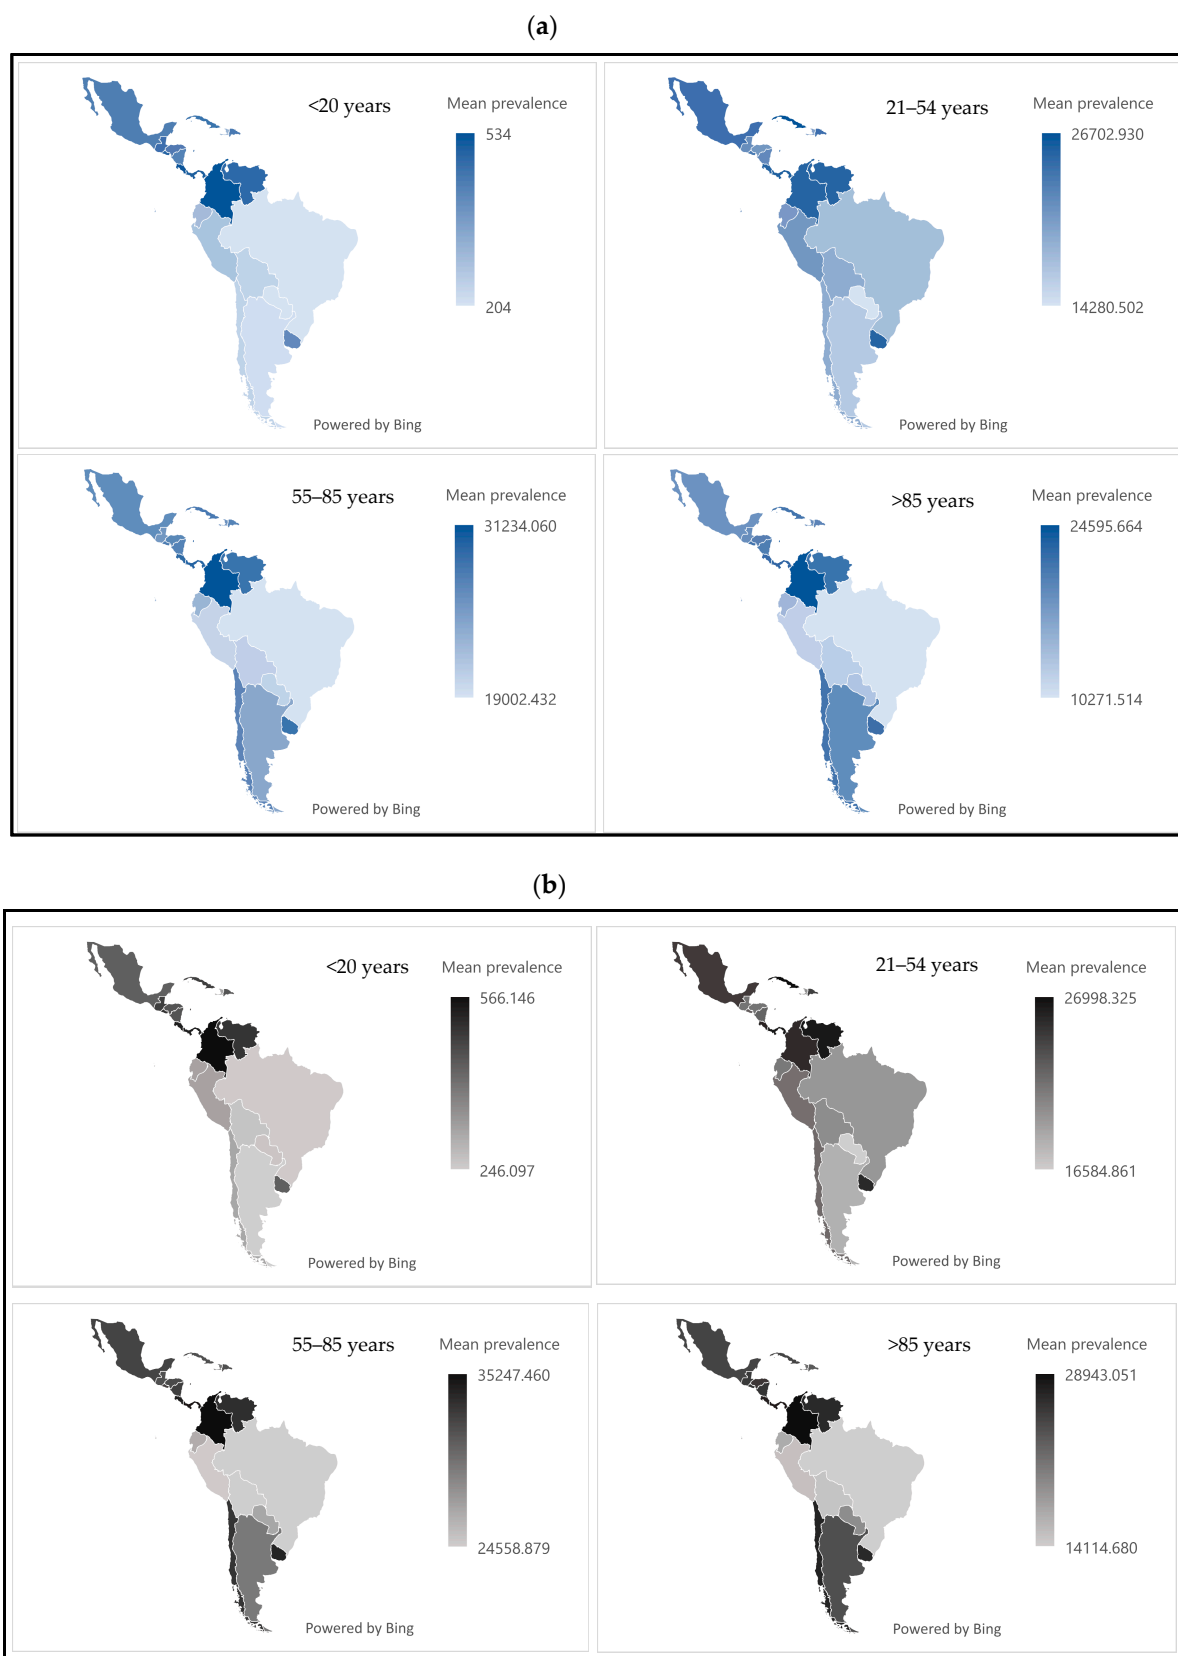 (a)
<20 years
Mean prevalence
534
204
Powered by Bing
21–54 years
Mean prevalence
26702.930
14280.502
Powered by Bing
55–85 years
Mean prevalence
31234.060
19002.432
Powered by Bing
>85 years
Mean prevalence
24595.664
10271.514
Powered by Bing
(b)
<20 years
Mean prevalence
566.146
246.097
Powered by Bing
21–54 years
Mean prevalence
26998.325
16584.861
Powered by Bing
55–85 years
Mean prevalence
35247.460
24558.879
Powered by Bing
>85 years
Mean prevalence
28943.051
14114.680
Powered by Bing